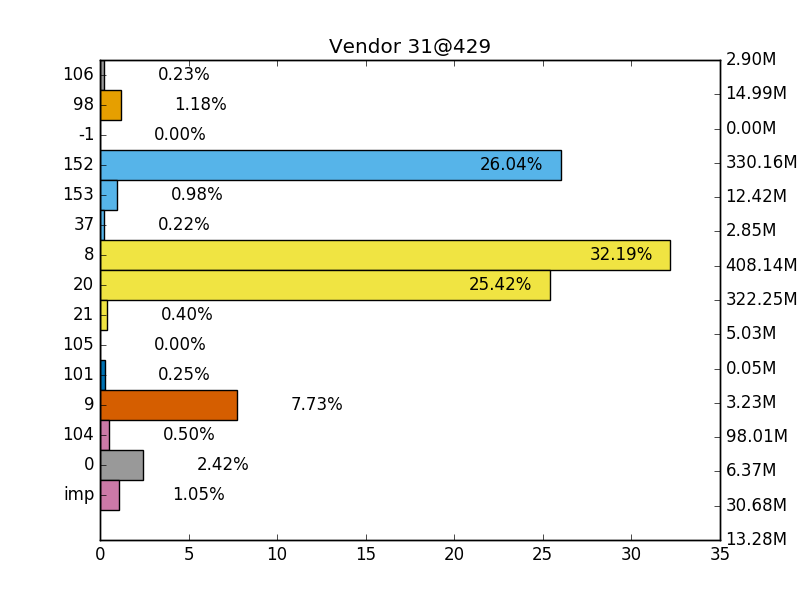 Vendor 31@429
106 0.23% 2.90M
98 1.18% 14.99M
-1 0.00% 0.00M
152 26.04% 330.16M
153 0.98% 12.42M
37 0.22% 2.85M
8 32.19% 408.14M
20 25.42% 322.25M
21 0.40% 5.03M
105 0.00% 0.05M
101 0.25% 3.23M
9 7.73% 98.01M
104 0.50% 6.37M
0 2.42% 30.68M
imp 1.05% 13.28M
0 5 10 15 20 25 30 35